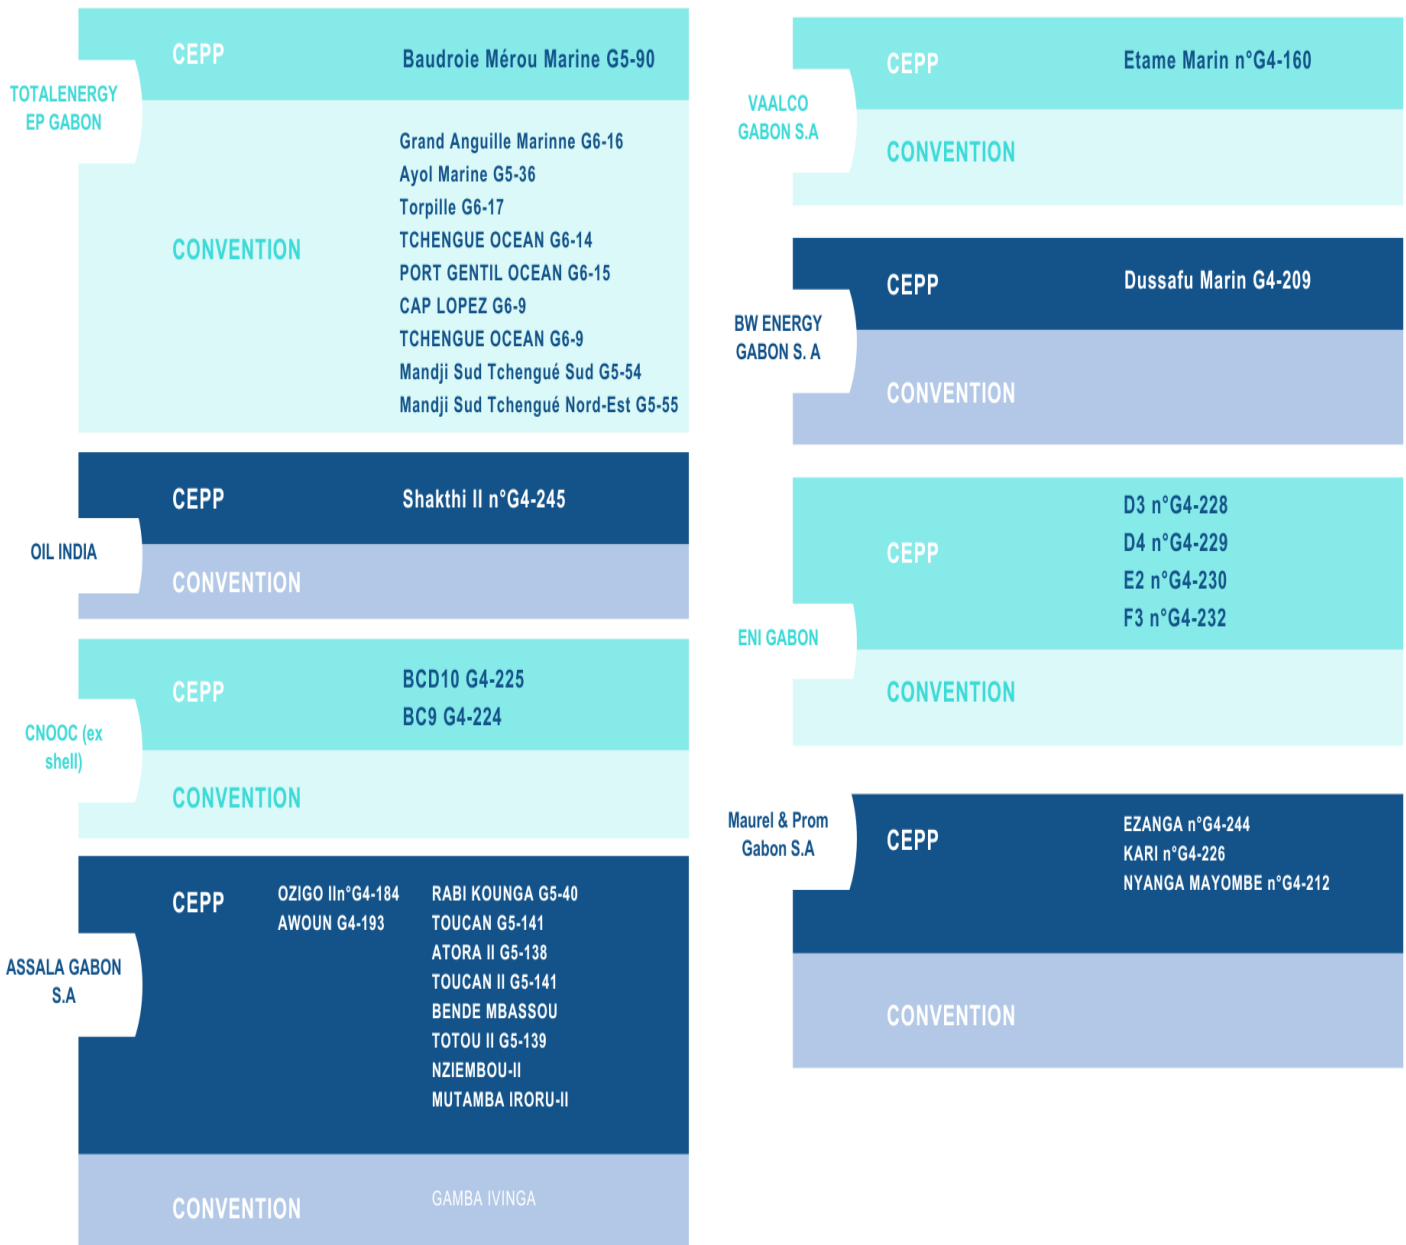 TOTALENERGY
EP GABON
CEPP
Baudroie Mérou Marine G5-90
CONVENTION
Grand Anguille Marinne G6-16
Ayol Marine G5-36
Torpille G6-17
TCHENGUE OCEAN G6-14
PORT GENTIL OCEAN G6-15
CAP LOPEZ G6-9
TCHENGUE OCEAN G6-9
Mandji Sud Tchengué Sud G5-54
Mandji Sud Tchengué Nord-Est G5-55
OIL INDIA
CEPP
Shakthi II n°G4-245
CONVENTION
CNOOC (ex
shell)
CEPP
BCD10 G4-225
BC9 G4-224
CONVENTION
ASSALA GABON
S.A
CEPP
OZIGO IIn°G4-184
AWOUN G4-193
RABI KOUNGA G5-40
TOUCAN G5-141
ATORA II G5-138
TOUCAN II G5-141
BENDE MBASSOU
TOTOU II G5-139
NZIEMBOU-II
MUTAMBA IRORU-II
CONVENTION
GAMBA IVINGA
VAALCO
GABON S.A
CEPP
Etame Marin n°G4-160
CONVENTION
BW ENERGY
GABON S. A
CEPP
Dussafu Marin G4-209
CONVENTION
ENI GABON
CEPP
D3 n°G4-228
D4 n°G4-229
E2 n°G4-230
F3 n°G4-232
CONVENTION
Maurel & Prom
Gabon S.A
CEPP
EZANGA n°G4-244
KARI n°G4-226
NYANGA MAYOMBE n°G4-212
CONVENTION